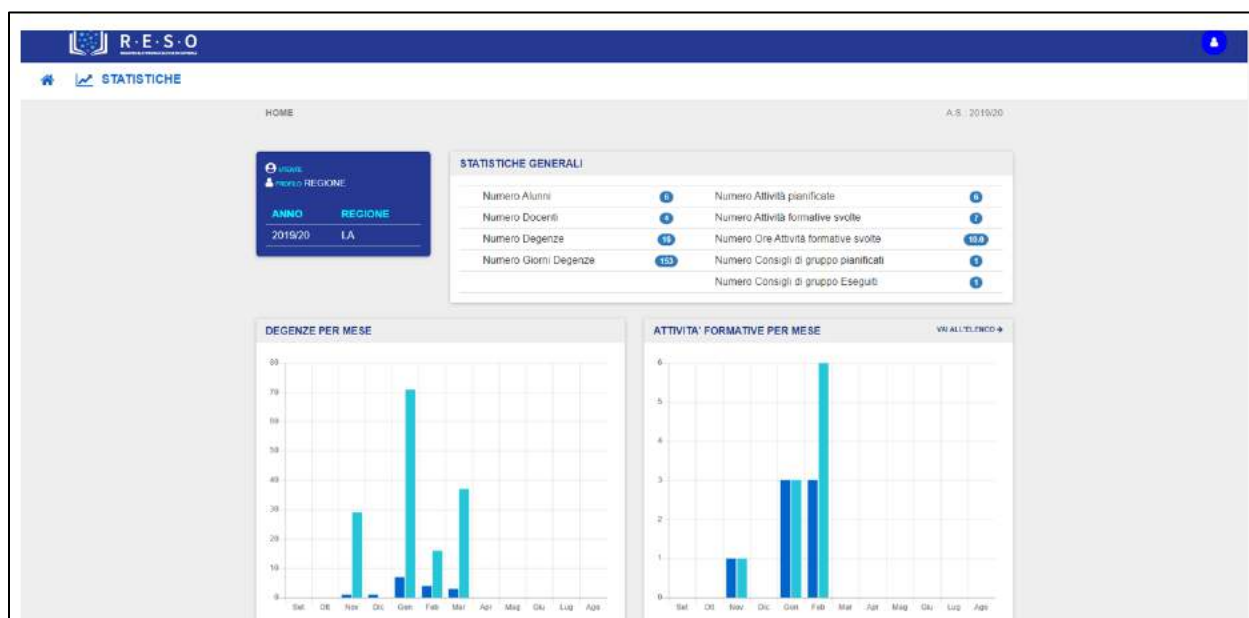 R·E·S·O
STATISTICHE
HOME
A.S.: 2019/20
UTENTE
PROFILO REGIONE
ANNO REGIONE
2019/20 LA
STATISTICHE GENERALI
Numero Alunni
Numero Attività pianificate 6
Numero Docenti 4 Numero Attività formative svolte 7
Numero Degenze Numero Ore Attività formative svolte 10.0
Numero Giorni Degenze 153 Numero Consigli di gruppo pianificati 1
Numero Consigli di gruppo Eseguiti 1
DEGENZE PER MESE
80
70
60
50
40
30
20
10
0
Set Ott Nov Dic Gen Feb Mar Apr Mag Giu Lug Ago
ATTIVITA' FORMATIVE PER MESE VAI ALL'ELENCO
6
5
4
3
2
1
0
Set Ott Nov Dic Gen Feb Mar Apr Mag Giu Lug Ago